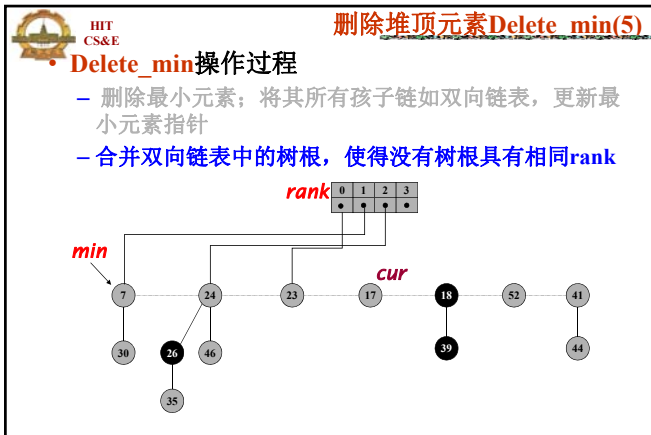 HIT
CS&E
删除堆顶元素Delete_min(5)
• Delete_min操作过程
– 删除最小元素；将其所有孩子链如双向链表，更新最
小元素指针
– 合并双向链表中的树根，使得没有树根具有相同rank
rank 0 1 2 3
min
cur
7 24 23 17 18 52 41
30 26 46 39 44
35